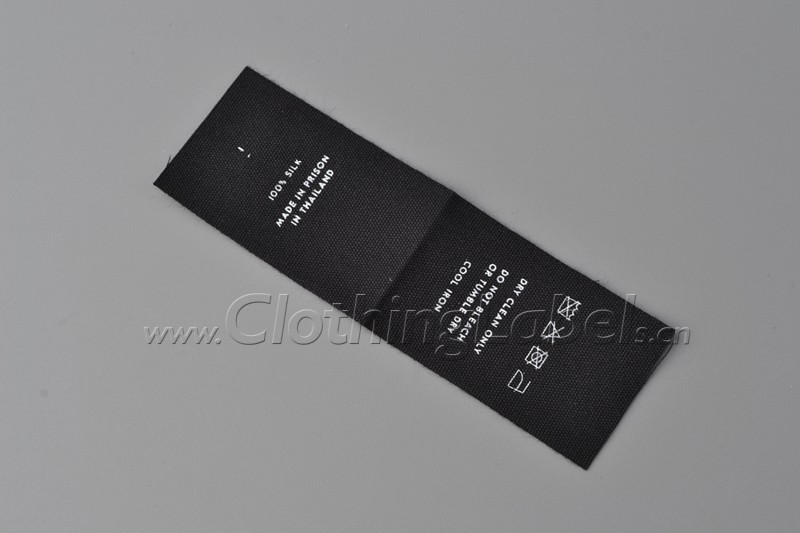 100% SILK
MADE IN PRISON
IN THAILAND
DRY CLEAN ONLY
DO NOT BLEACH
OR TUMBLE DRY
COOL IRON
www.ClothingLabels.cn